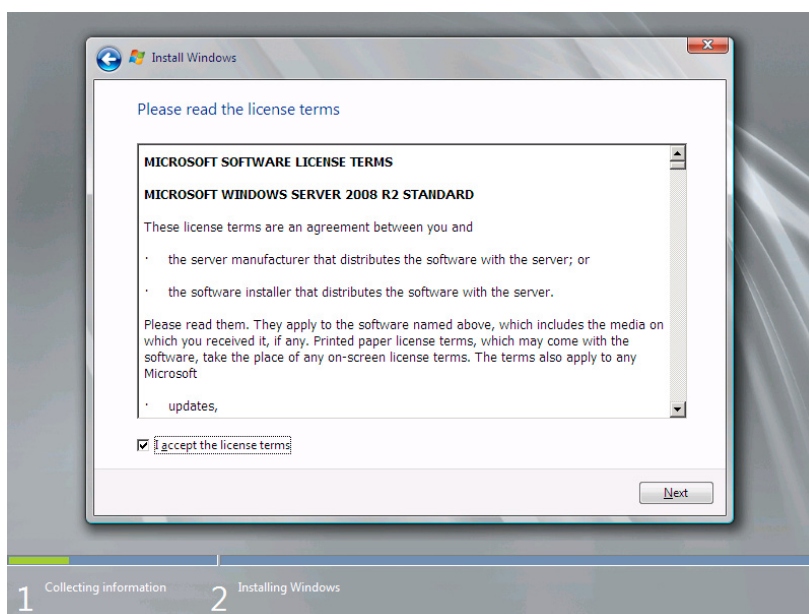 Install Windows
Please read the license terms
MICROSOFT SOFTWARE LICENSE TERMS
MICROSOFT WINDOWS SERVER 2008 R2 STANDARD
These license terms are an agreement between you and
· the server manufacturer that distributes the software with the server; or
· the software installer that distributes the software with the server.
Please read them. They apply to the software named above, which includes the media on
which you received it, if any. Printed paper license terms, which may come with the
software, take the place of any on-screen license terms. The terms also apply to any
Microsoft
· updates,
I accept the license terms
Next
1 Collecting information 2 Installing Windows